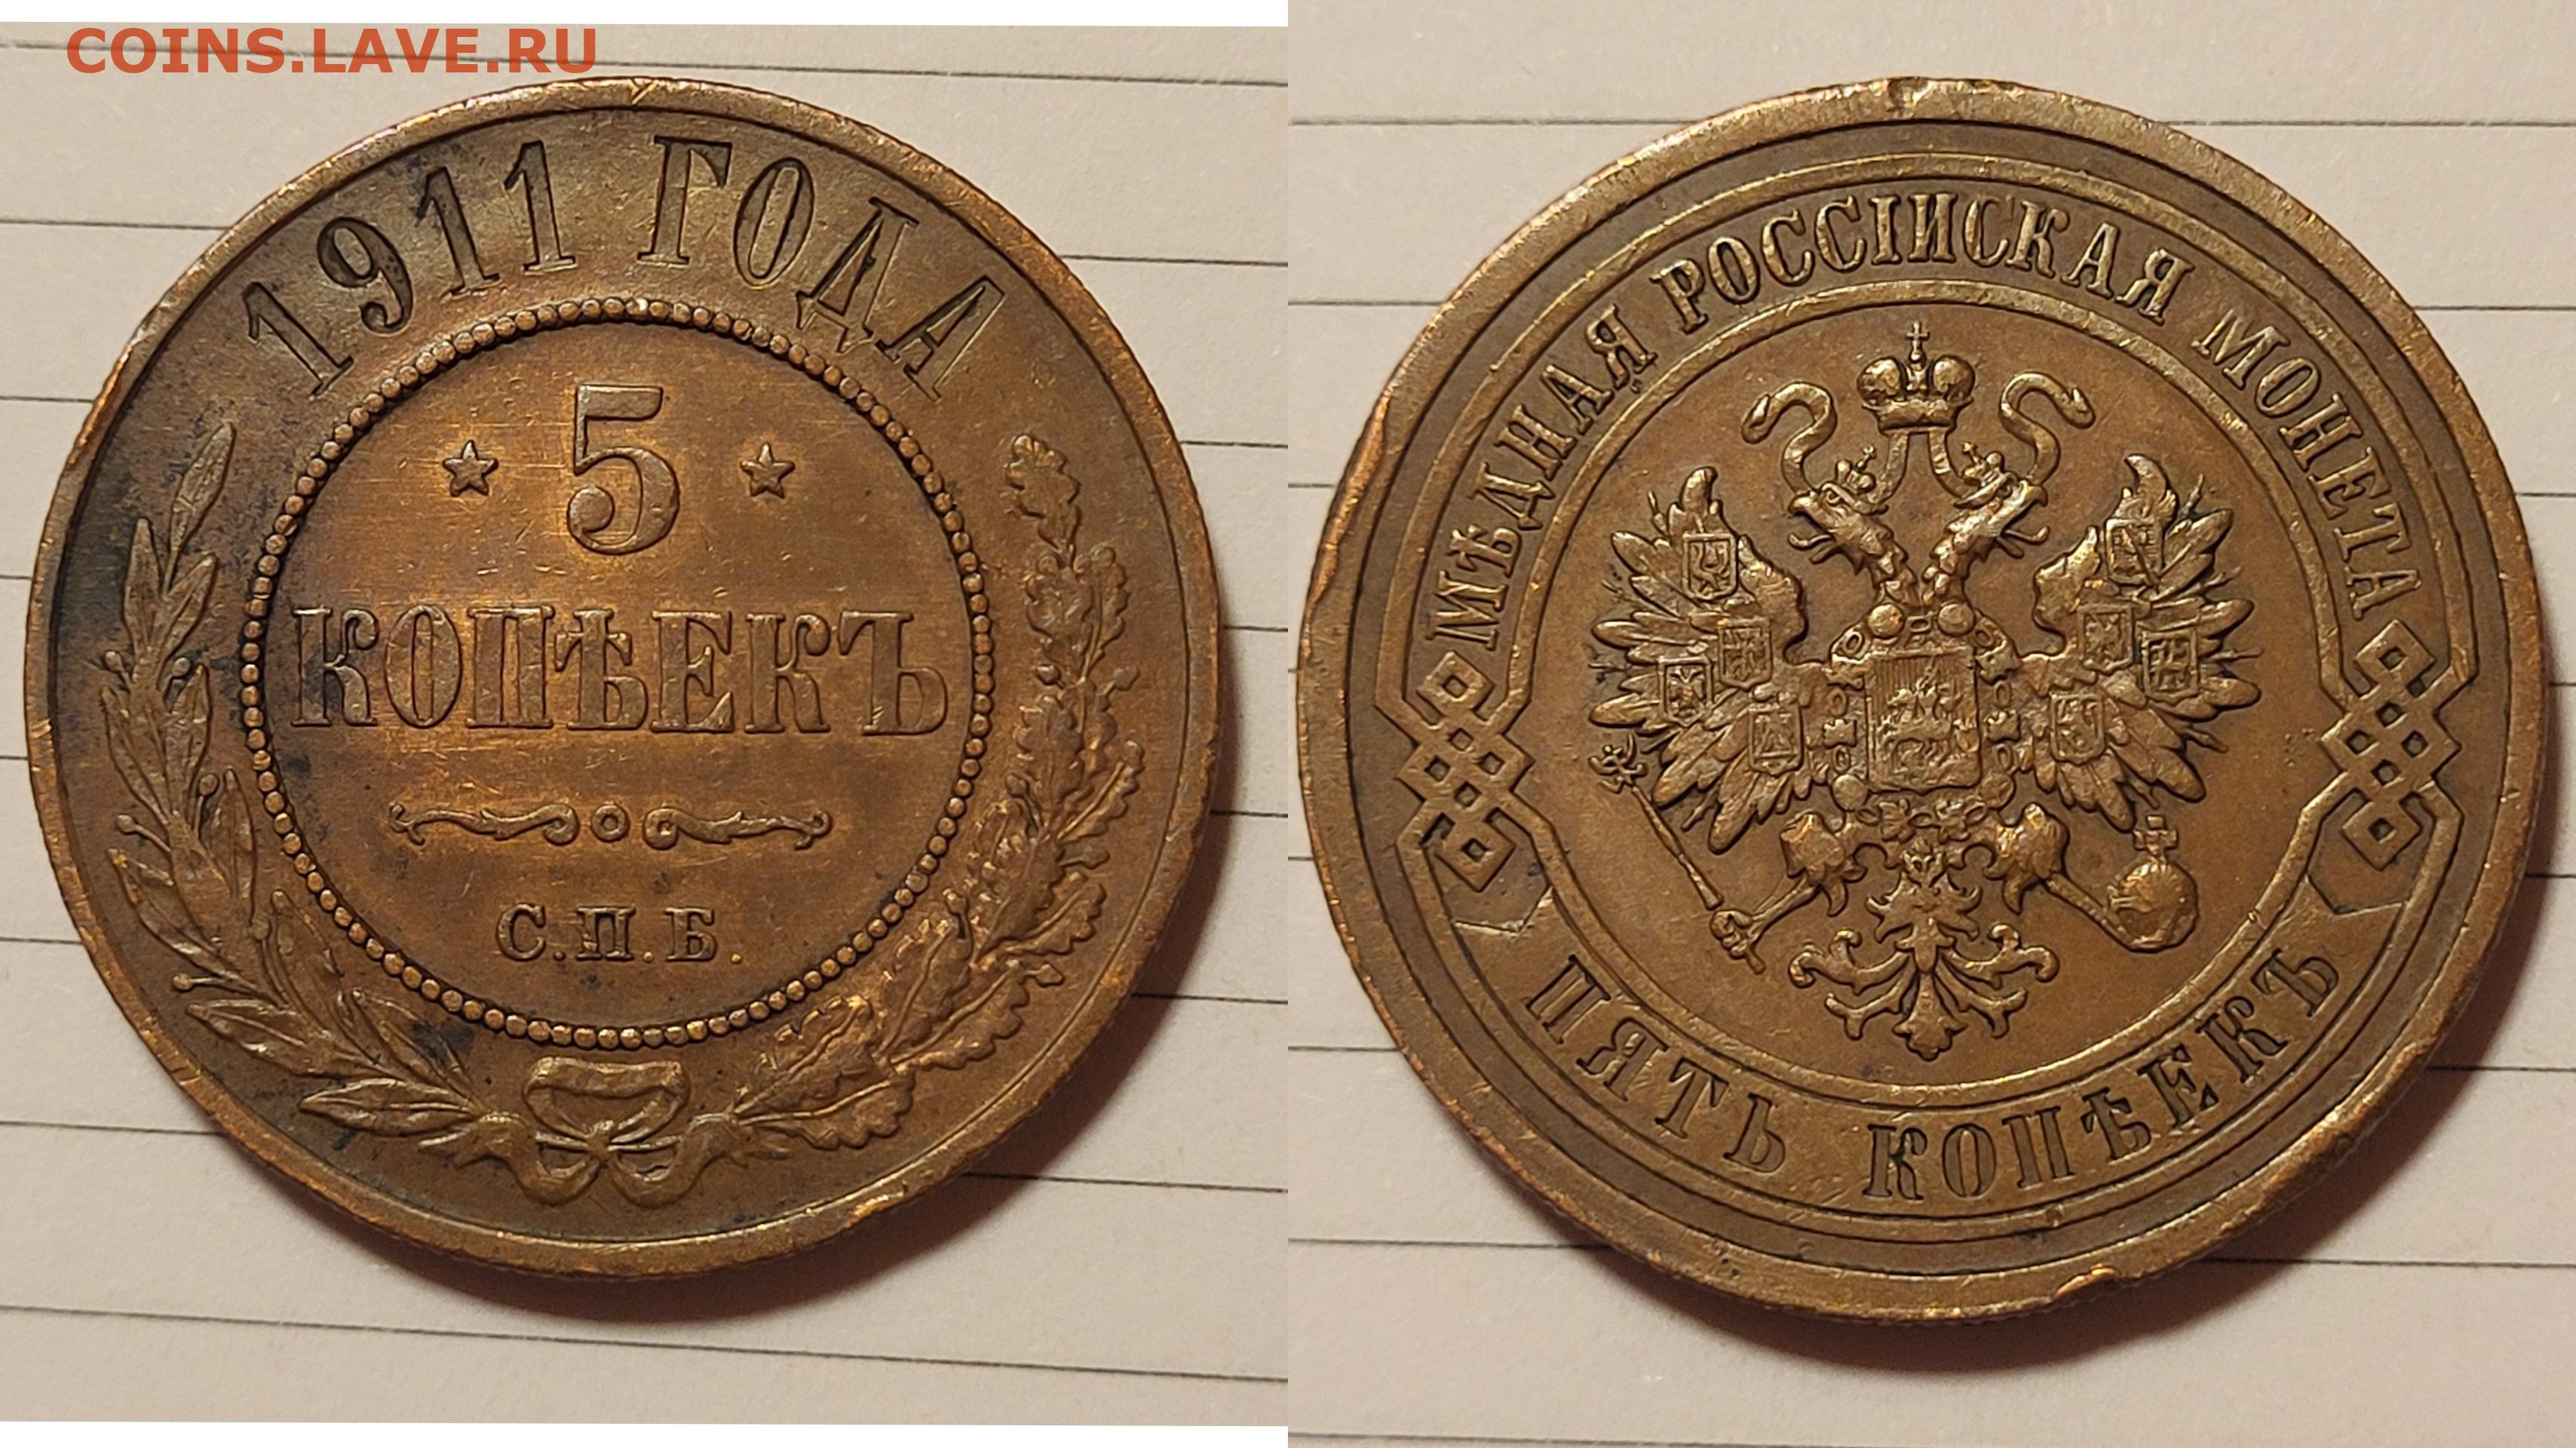 COINS.LAVE.RU
1911 ГОДА
5
КОПѢЕКЪ
С.П.Б.
МѢДНАЯ РОССІЙСКАЯ МОНЕТА
ПЯТЬ КОПѢЕКЪ